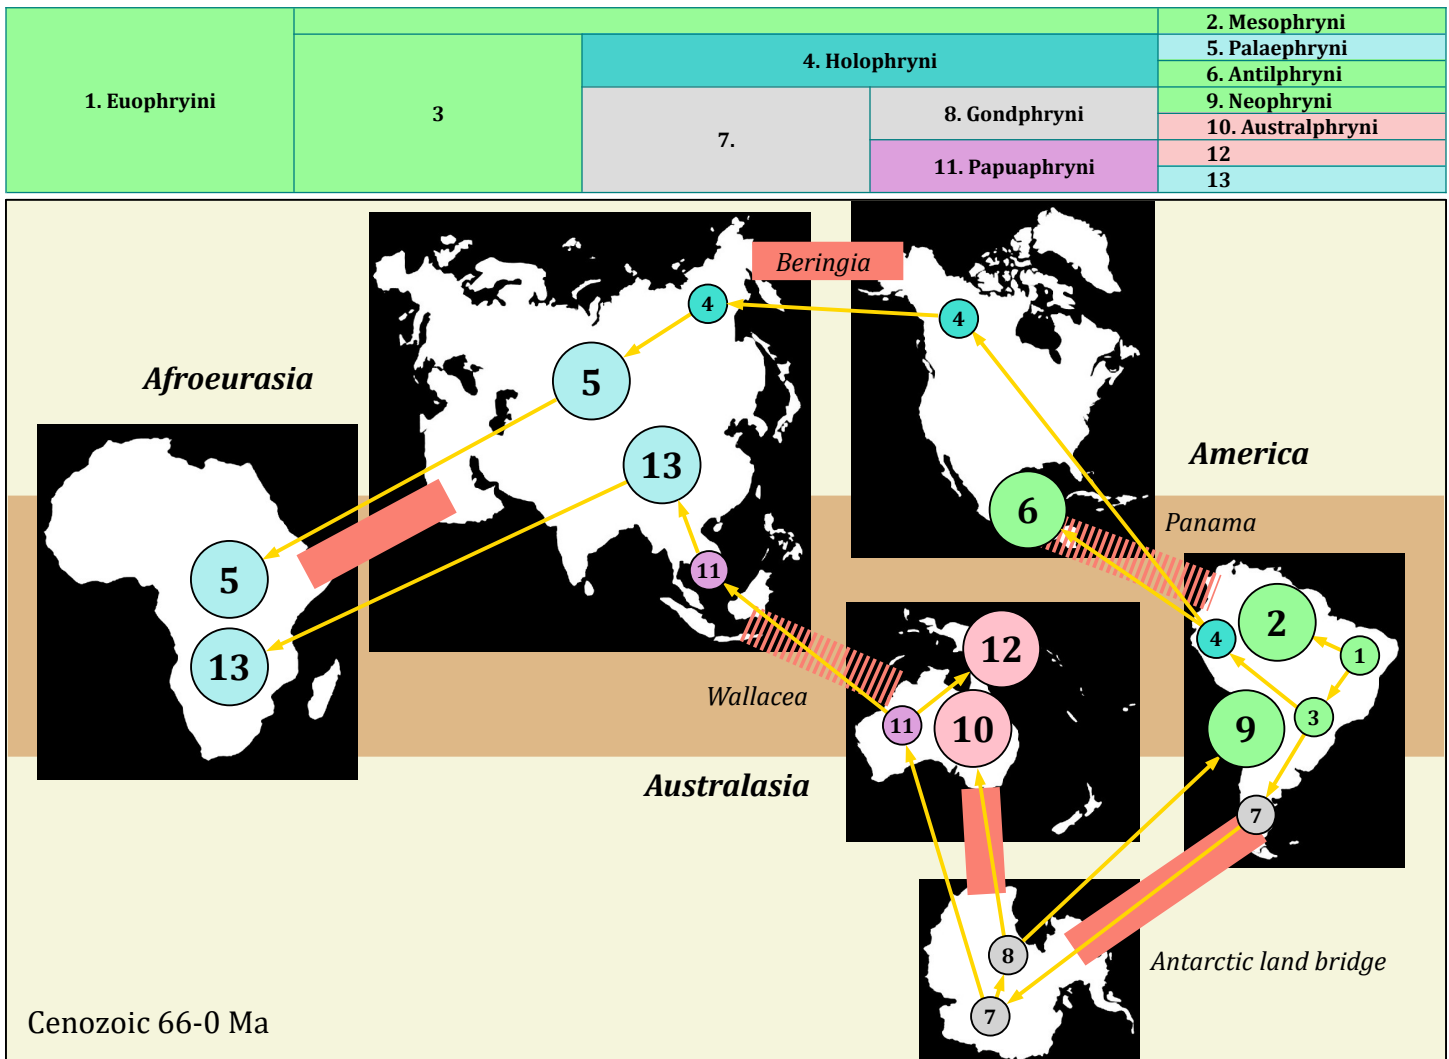 1. Euophryini
3
4. Holophryni
7.
8. Gondphryni
11. Papuaphryni
2. Mesophryni
5. Palaephryni
6. Antilphryni
9. Neophryni
10. Australphryni
12
13
Beringia
4
4
5
Afroeurasia
13
America
6
Panama
11
5
4
2
1
12
13
Wallacea
11
10
9
3
Australasia
7
8
Antarctic land bridge
7
Cenozoic 66-0 Ma